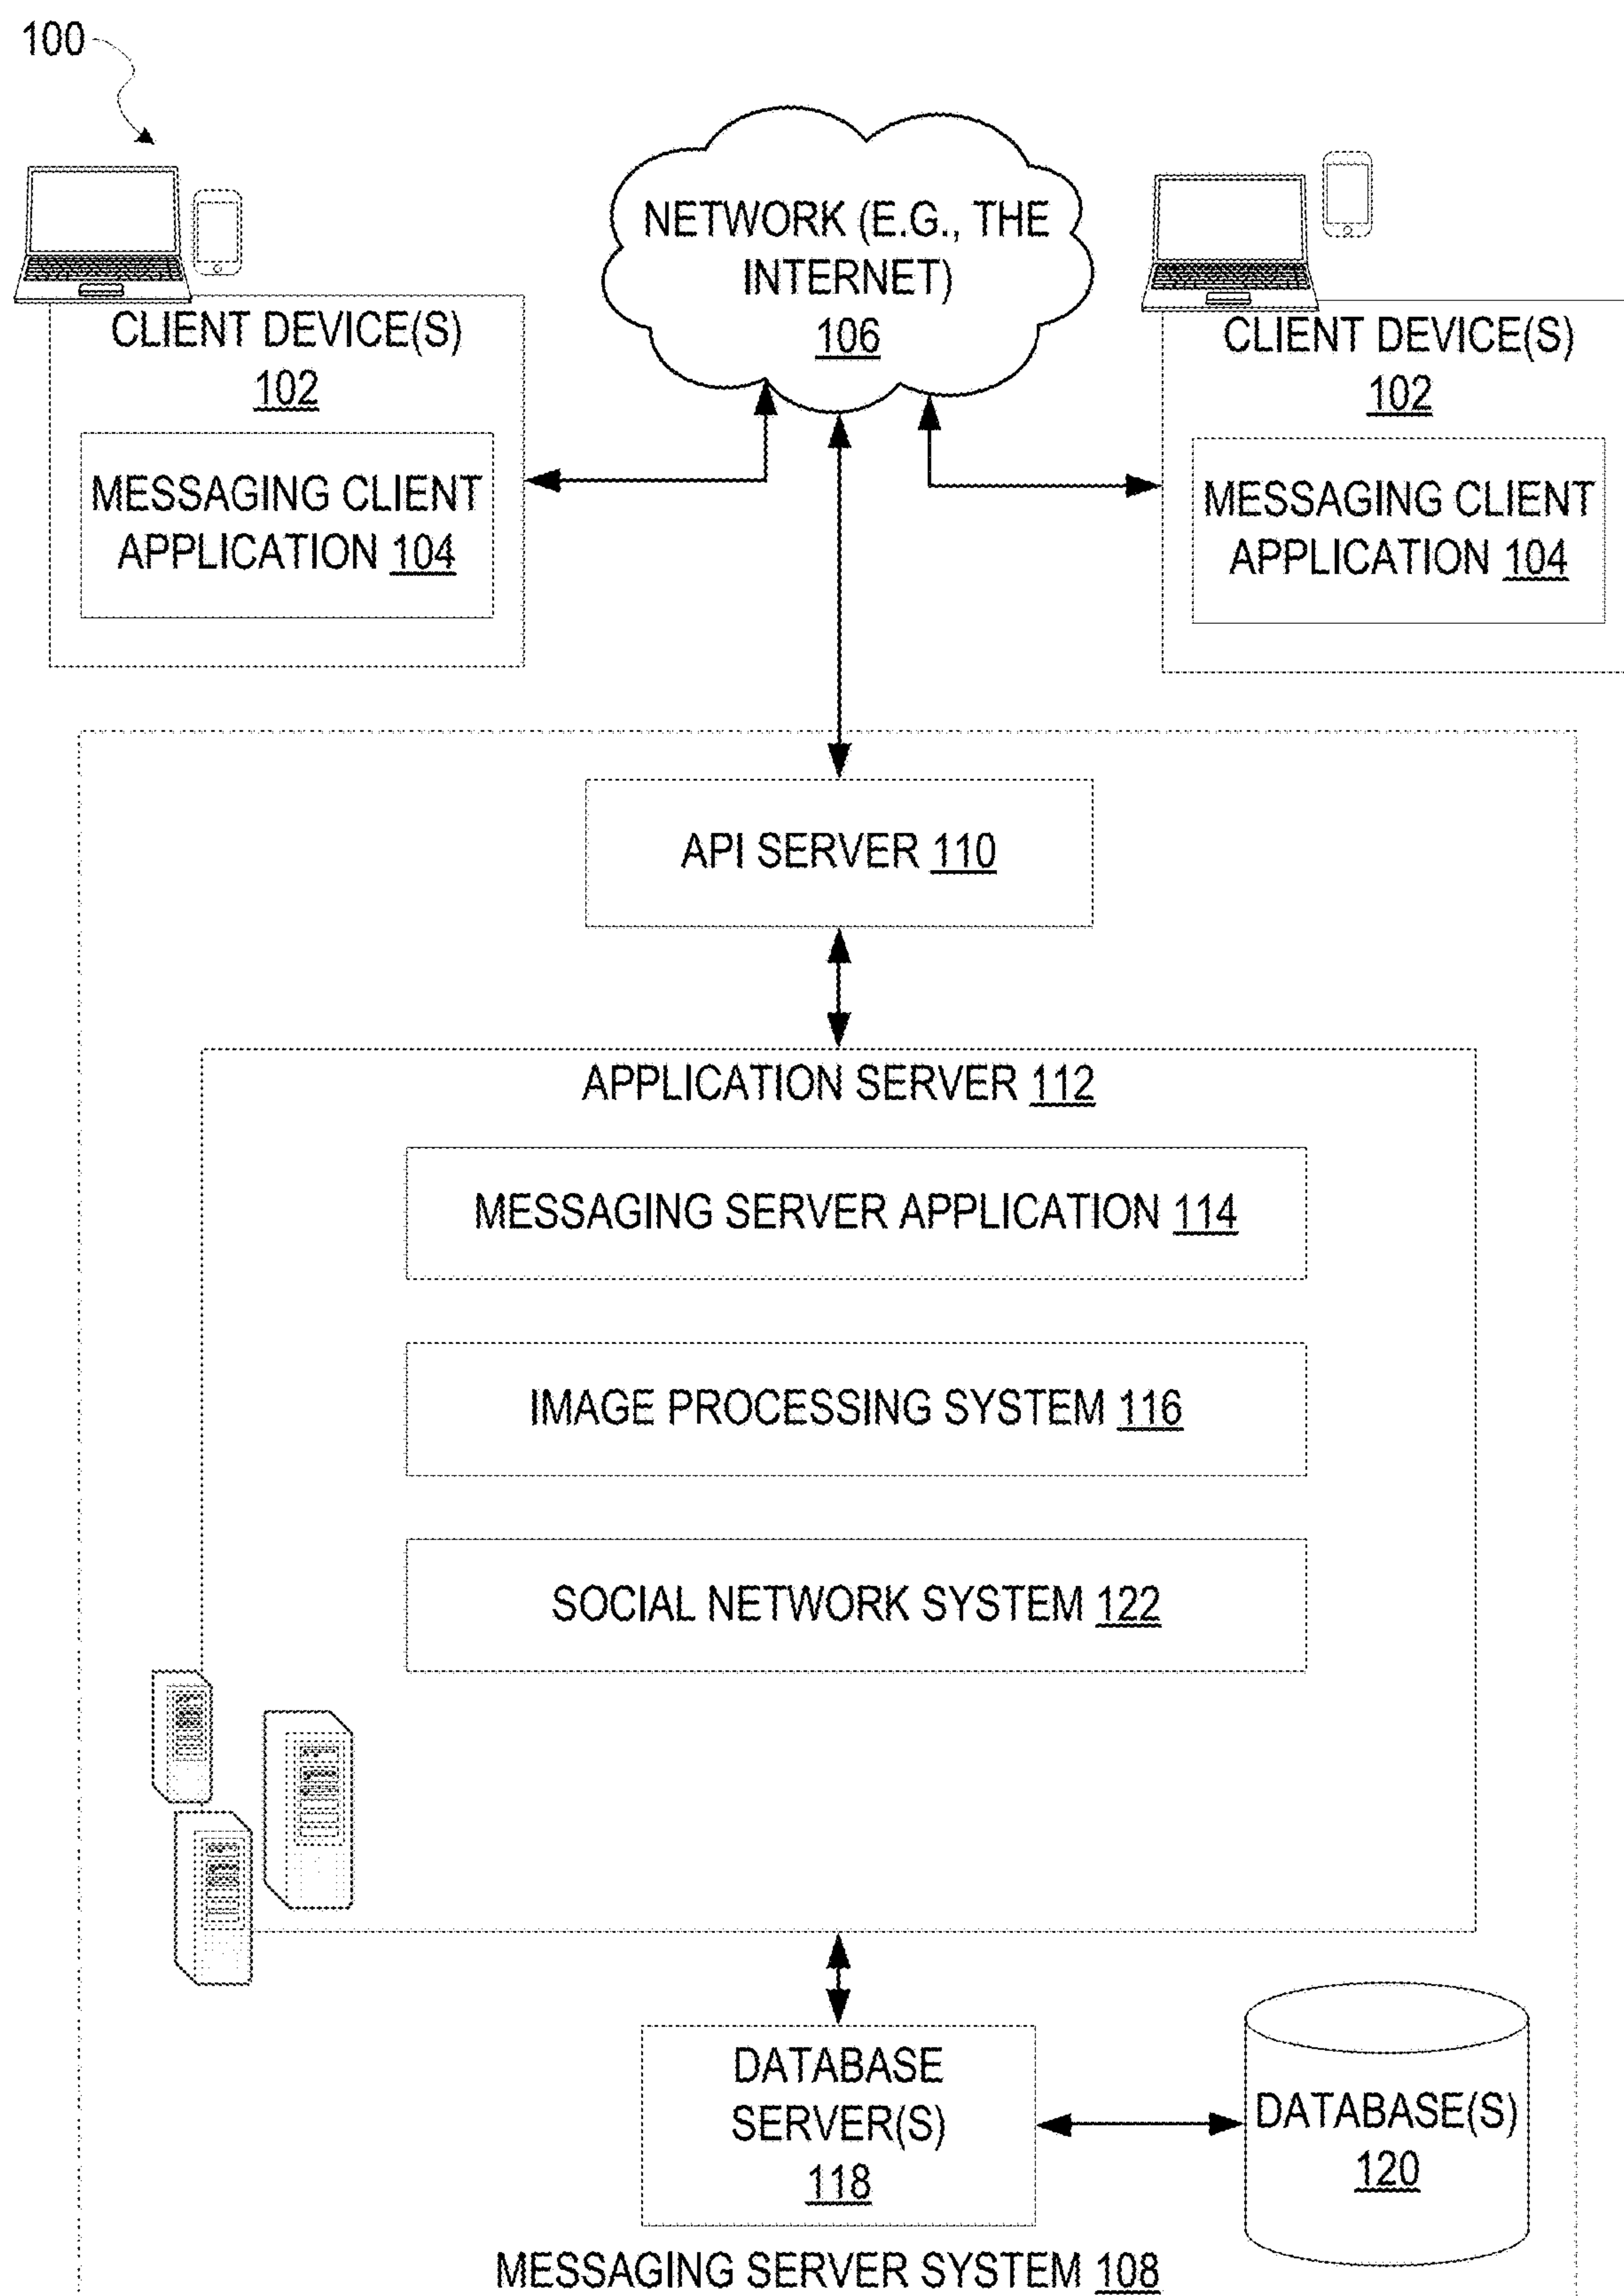 100
NETWORK (E.G., THE
INTERNET)
106
CLIENT DEVICE(S)
102
MESSAGING CLIENT
APPLICATION 104
CLIENT DEVICE(S)
102
MESSAGING CLIENT
APPLICATION 104
API SERVER 110
APPLICATION SERVER 112
MESSAGING SERVER APPLICATION 114
IMAGE PROCESSING SYSTEM 116
SOCIAL NETWORK SYSTEM 122
DATABASE
SERVER(S)
118
DATABASE(S)
120
MESSAGING SERVER SYSTEM 108